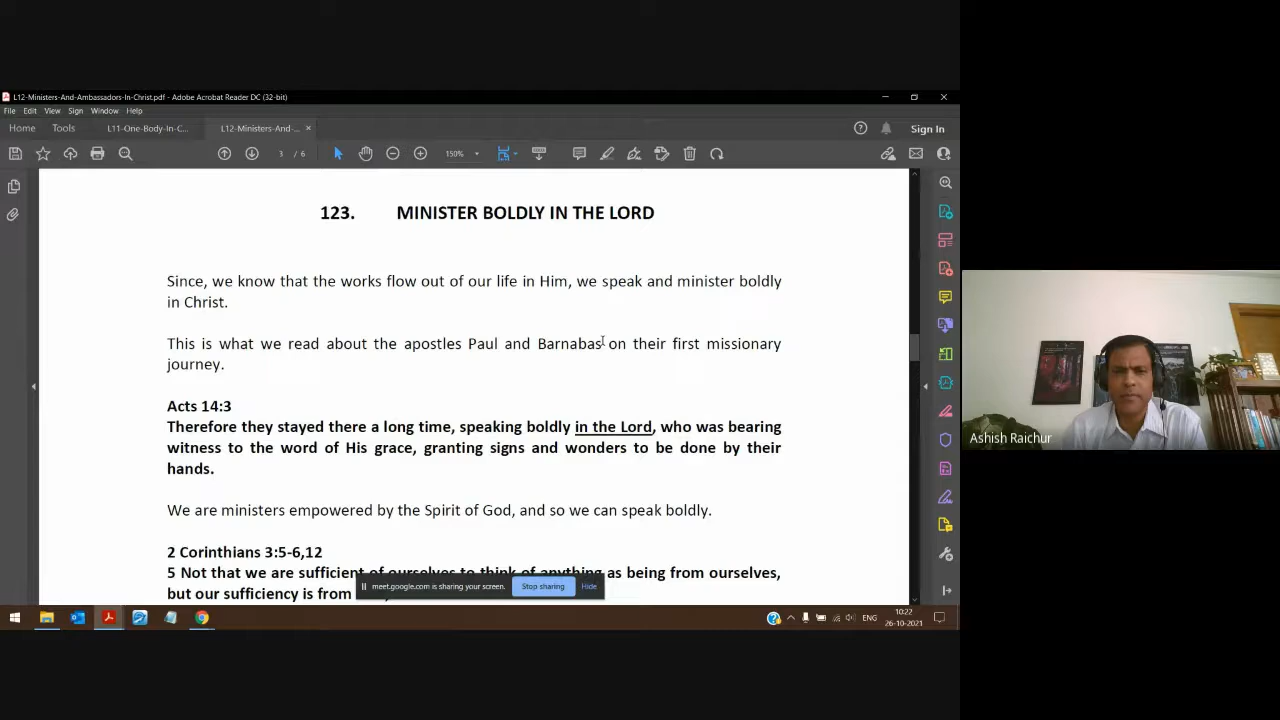 L12-Ministers-And-Ambassadors-In-Christ.pdf - Adobe Acrobat Reader DC (32-bit)
File Edit View Sign Window Help
Home Tools L11-One-Body-In-C... L12-Ministers-And-... × Sign In
3 / 6 150%
123. MINISTER BOLDLY IN THE LORD
Since, we know that the works flow out of our life in Him, we speak and minister boldly
in Christ.
This is what we read about the apostles Paul and Barnabas on their first missionary
journey.
Acts 14:3
Therefore they stayed there a long time, speaking boldly in the Lord, who was bearing
witness to the word of His grace, granting signs and wonders to be done by their
hands.
We are ministers empowered by the Spirit of God, and so we can speak boldly.
2 Corinthians 3:5-6,12
5 Not that we are sufficient of ourselves to think of anything as being from ourselves,
but our sufficiency is from
meet.google.com is sharing your screen. Stop sharing Hide
ENG
10:22
26-10-2021
Ashish Raichur